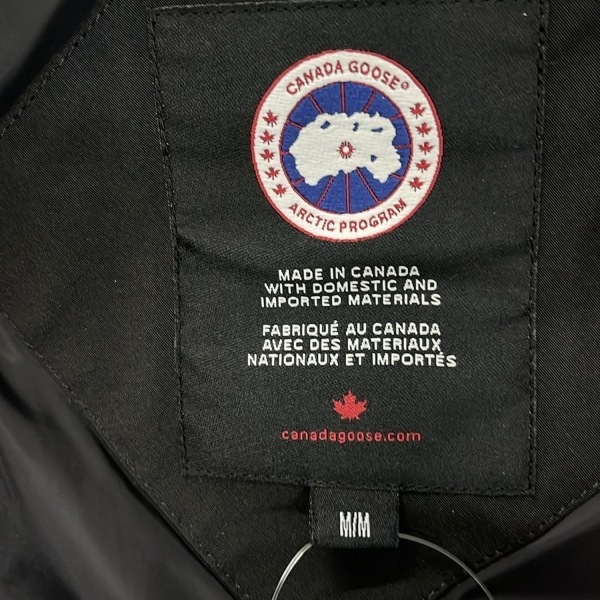 CANADA GOOSE®
ARCTIC PROGRAM
MADE IN CANADA
WITH DOMESTIC AND
IMPORTED MATERIALS
FABRIQUÉ AU CANADA
AVEC DES MATERIAUX
NATIONAUX ET IMPORTÉS
canadagoose.com
M/M